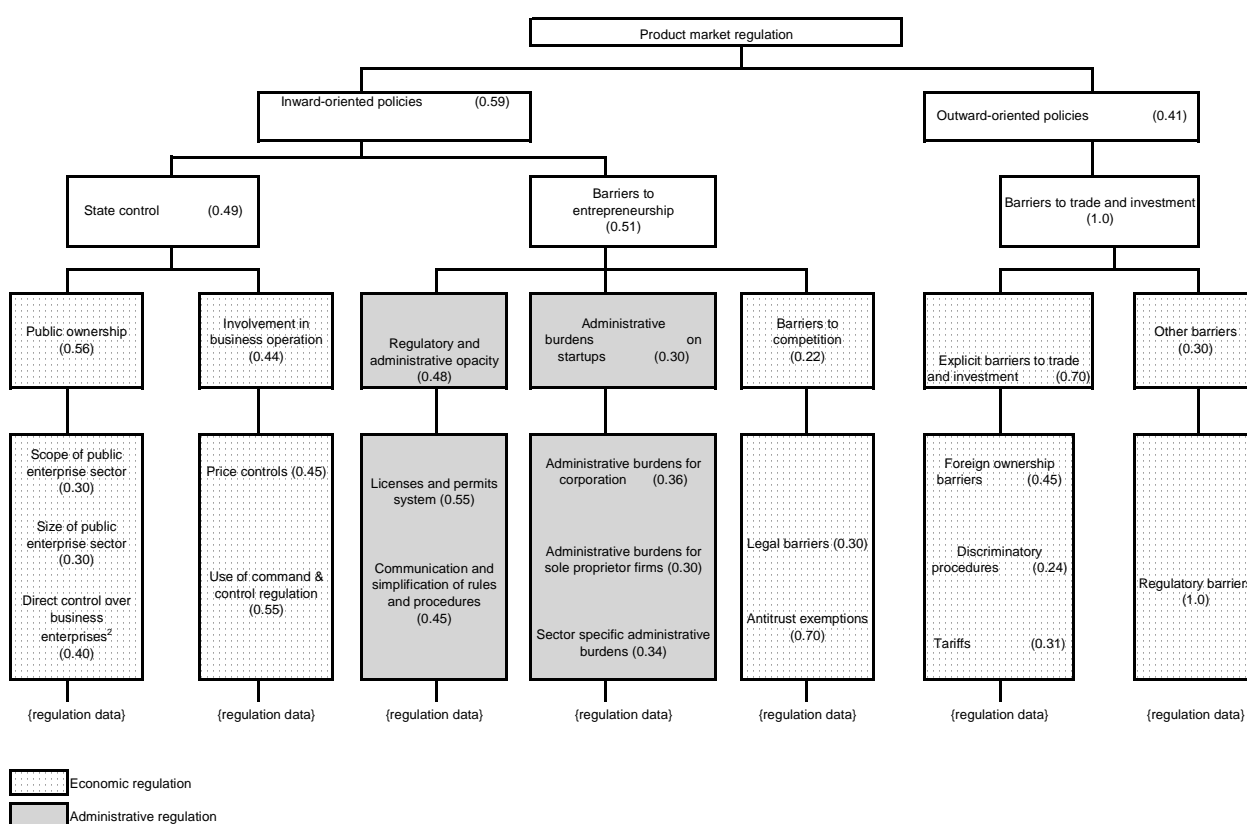 Product market regulation
Inward-oriented policies (0.59)
Outward-oriented policies (0.41)
State control (0.49)
Barriers to
entrepreneurship
(0.51)
Barriers to trade and investment
(1.0)
Public ownership
(0.56)
Involvement in
business operation
(0.44)
Regulatory and
administrative opacity
(0.48)
Administrative
burdens on
startups (0.30)
Barriers to
competition
(0.22)
Explicit barriers to trade
and investment (0.70)
Other barriers
(0.30)
Scope of public
enterprise sector
(0.30)
Size of public
enterprise sector
(0.30)
Direct control over
business
enterprises²
(0.40)
Price controls (0.45)
Use of command &
control regulation
(0.55)
Licenses and permits
system (0.55)
Communication and
simplification of rules
and procedures
(0.45)
Administrative burdens for
corporation (0.36)
Administrative burdens for
sole proprietor firms (0.30)
Sector specific administrative
burdens (0.34)
Legal barriers (0.30)
Antitrust exemptions
(0.70)
Foreign ownership
barriers (0.45)
Discriminatory
procedures (0.24)
Tariffs (0.31)
Regulatory barriers
(1.0)
{regulation data}
{regulation data}
{regulation data}
{regulation data}
{regulation data}
{regulation data}
{regulation data}
Economic regulation
Administrative regulation